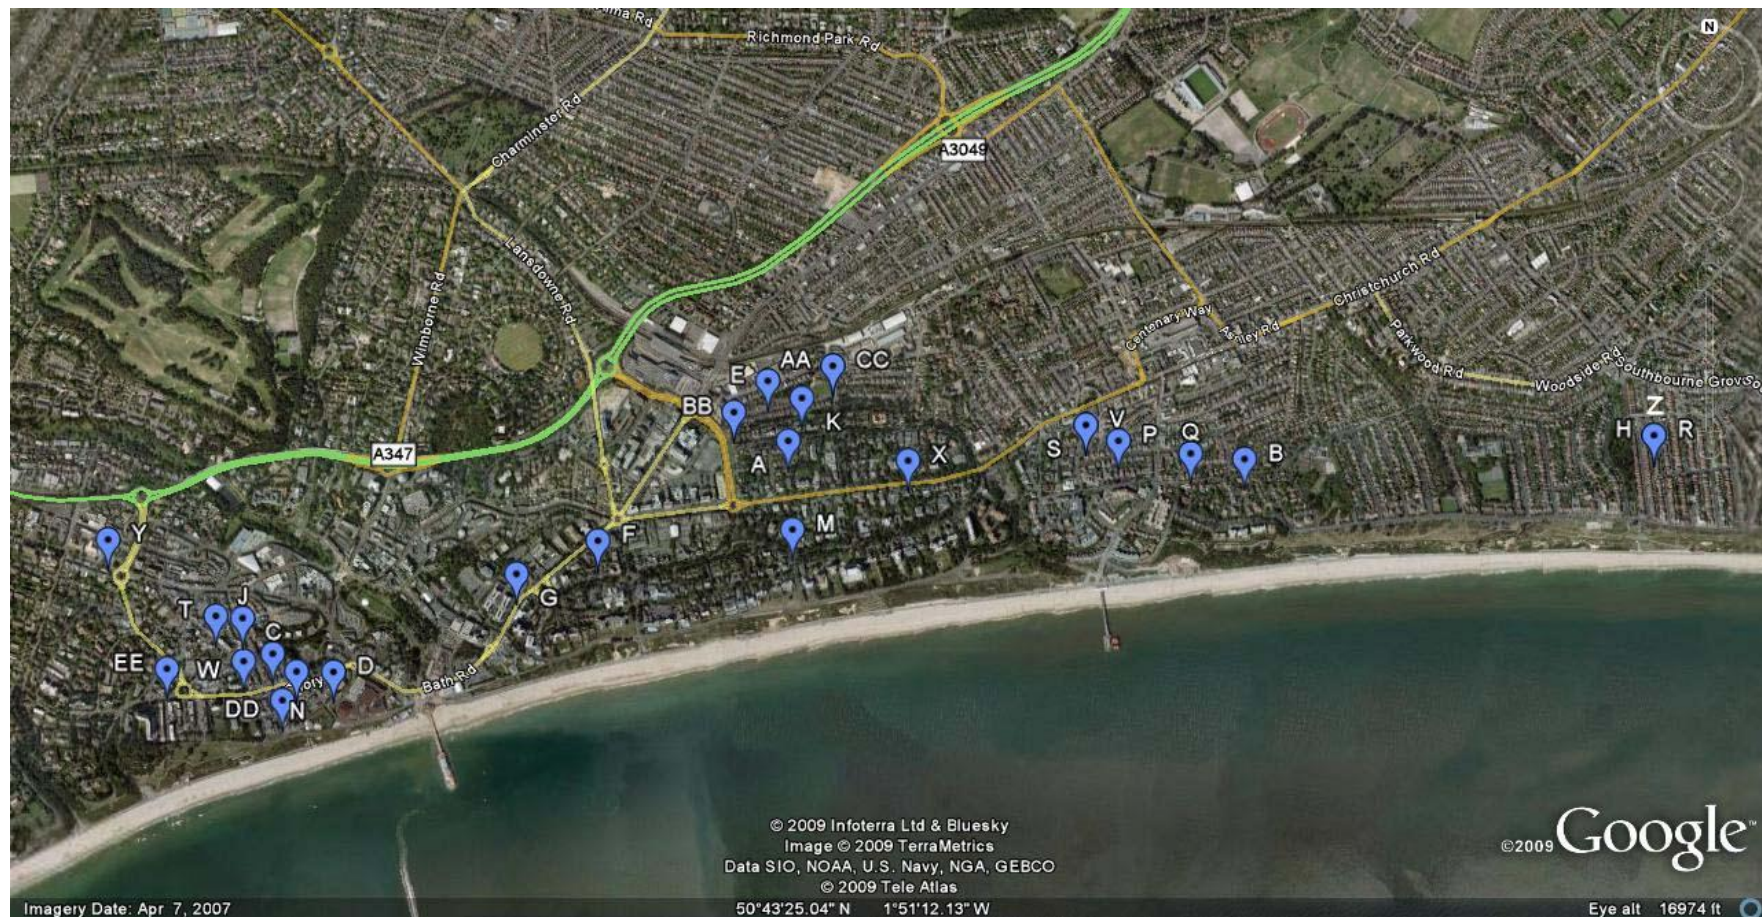 Richmond Park Rd
N
Charminster Rd
A3049
Lansdowne Rd
Wimborne Rd
Christchurch Rd
Centenary Way
Ashley Rd
Parkwood Rd
Woodside Rd
Southbourne Grov
E
AA
CC
BB
K
Z
H
R
V
S
P
Q
B
A
X
A347
Y
F
M
G
T
J
C
EE
W
D
Bath Rd
DD
N
© 2009 Infoterra Ltd & Bluesky
Image © 2009 TerraMetrics
Data SIO, NOAA, U.S. Navy, NGA, GEBCO
© 2009 Tele Atlas
©2009 Google™
Imagery Date: Apr 7, 2007
50°43'25.04" N 1°51'12.13" W
Eye alt 16974 ft